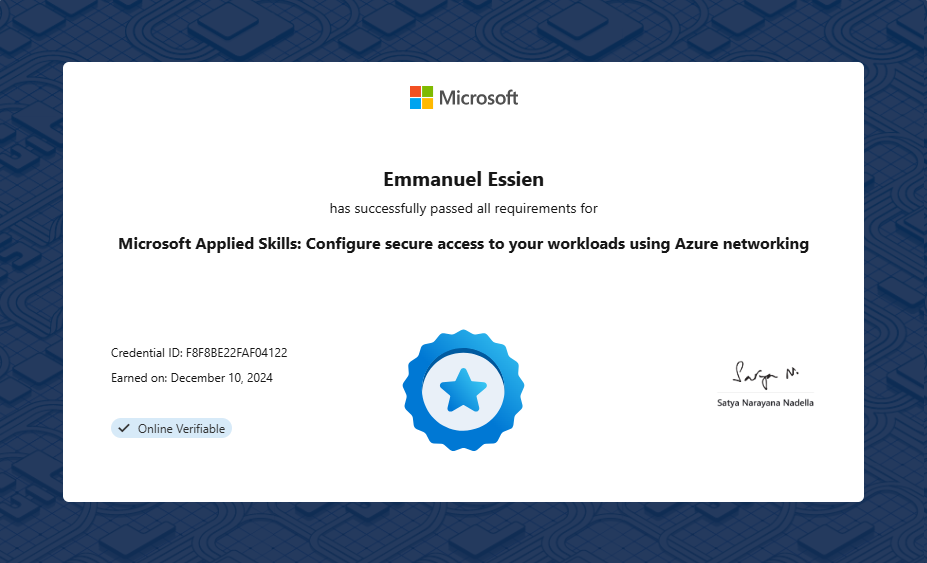 Microsoft
Emmanuel Essien
has successfully passed all requirements for
Microsoft Applied Skills: Configure secure access to your workloads using Azure networking
Credential ID: F8F8BE22FAF04122
Earned on: December 10, 2024
Online Verifiable
Satya N.
Satya Narayana Nadella